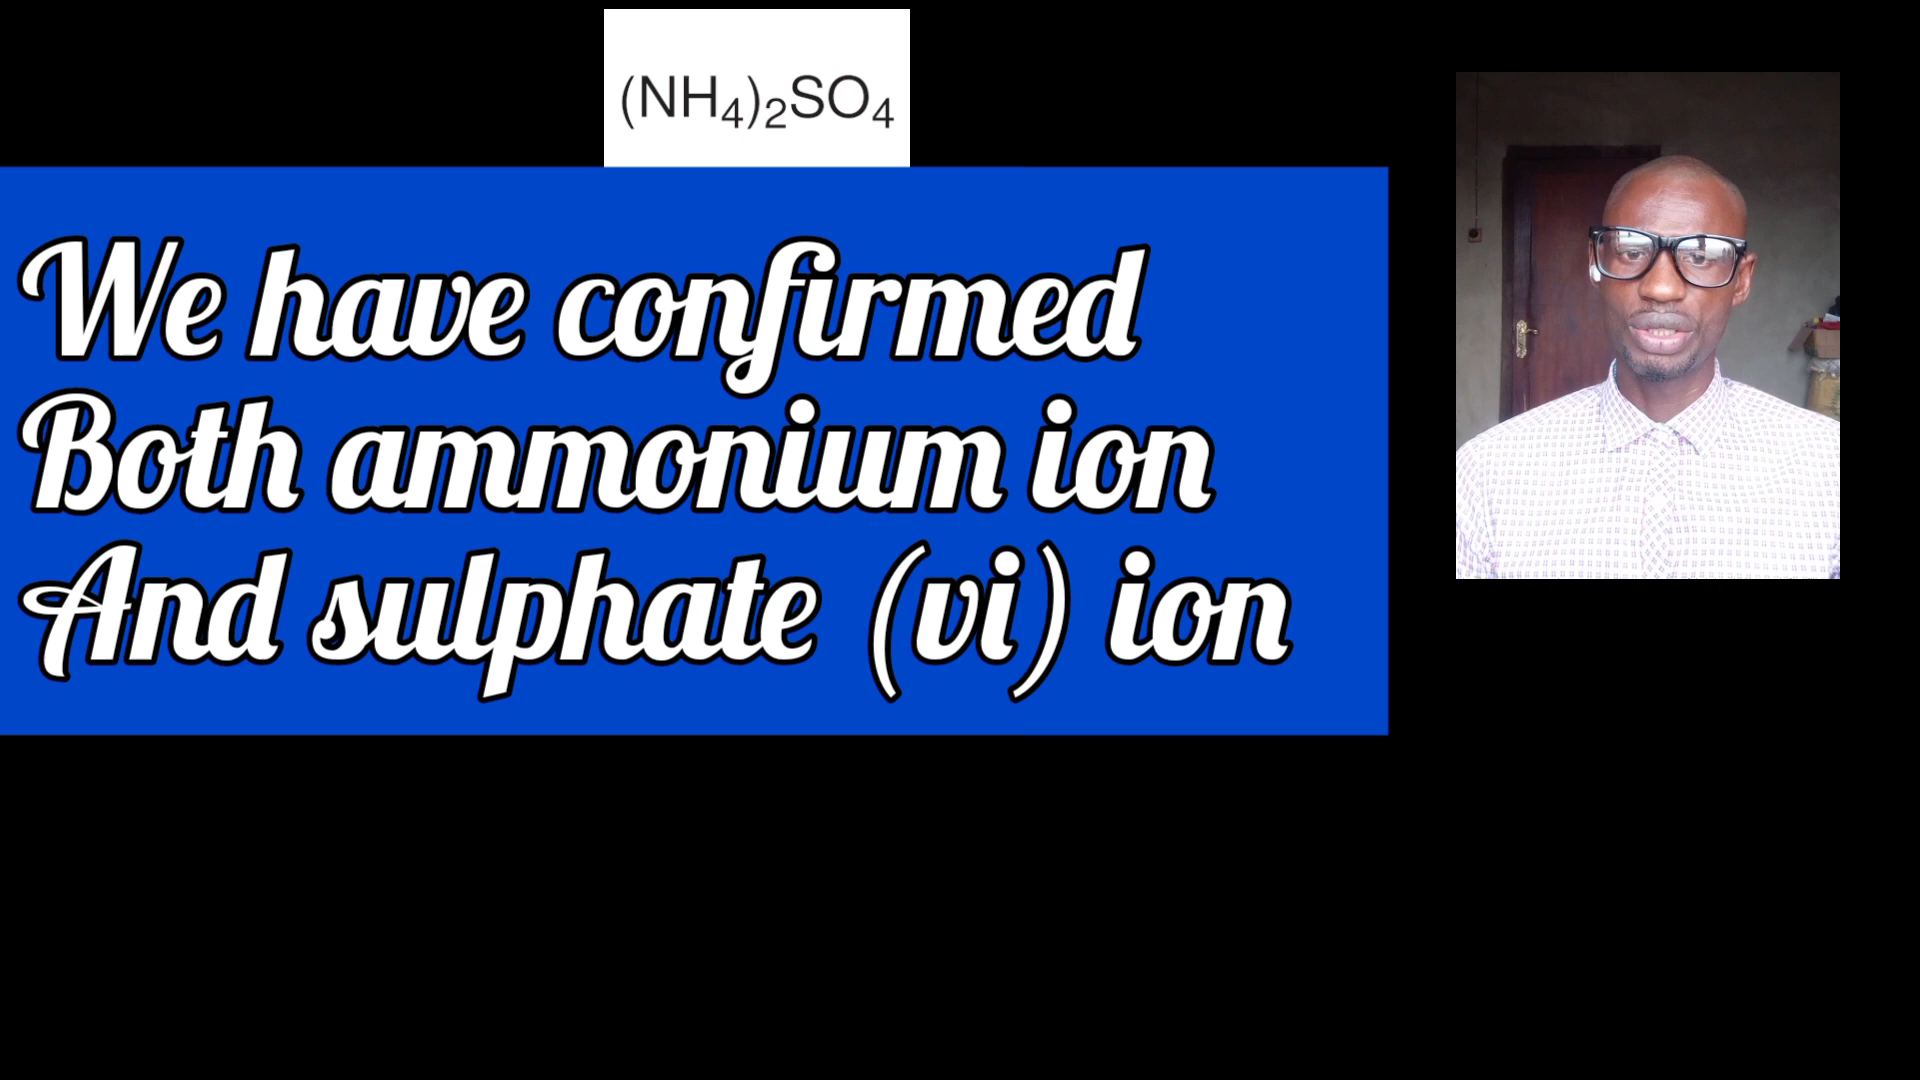 (NH₄)₂SO₄
We have confirmed
Both ammonium ion
And sulphate (vi) ion